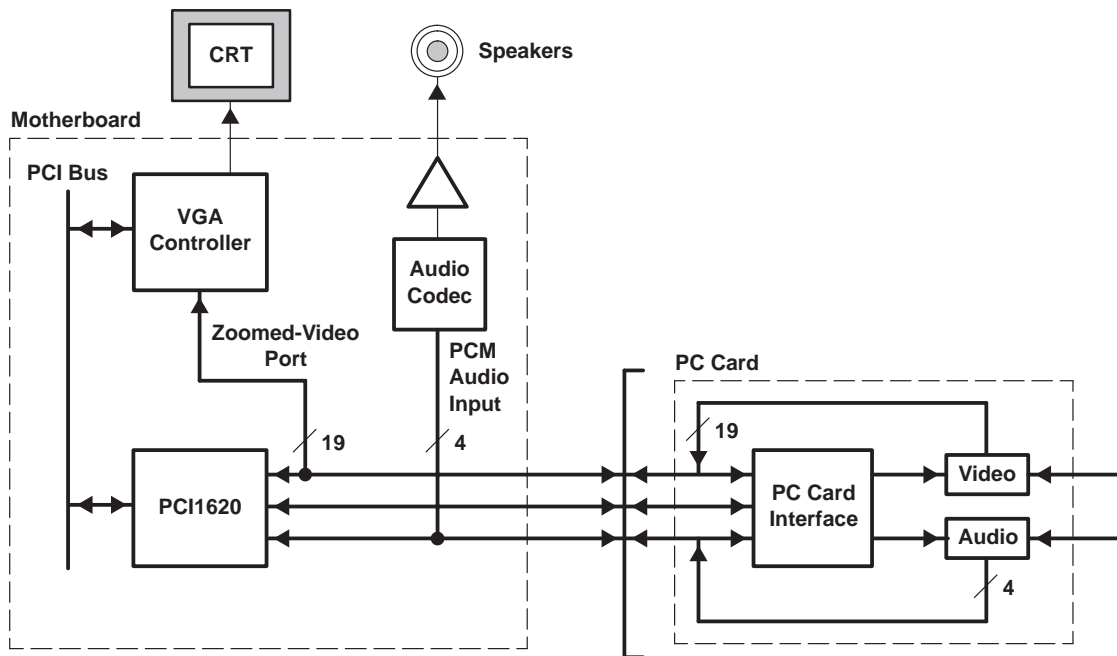 CRT
Speakers
Motherboard
PCI Bus
VGA
Controller
Audio
Codec
Zoomed-Video
Port
PCM
Audio
Input
PC Card
19
4
19
PCI1620
PC Card
Interface
Video
Audio
4